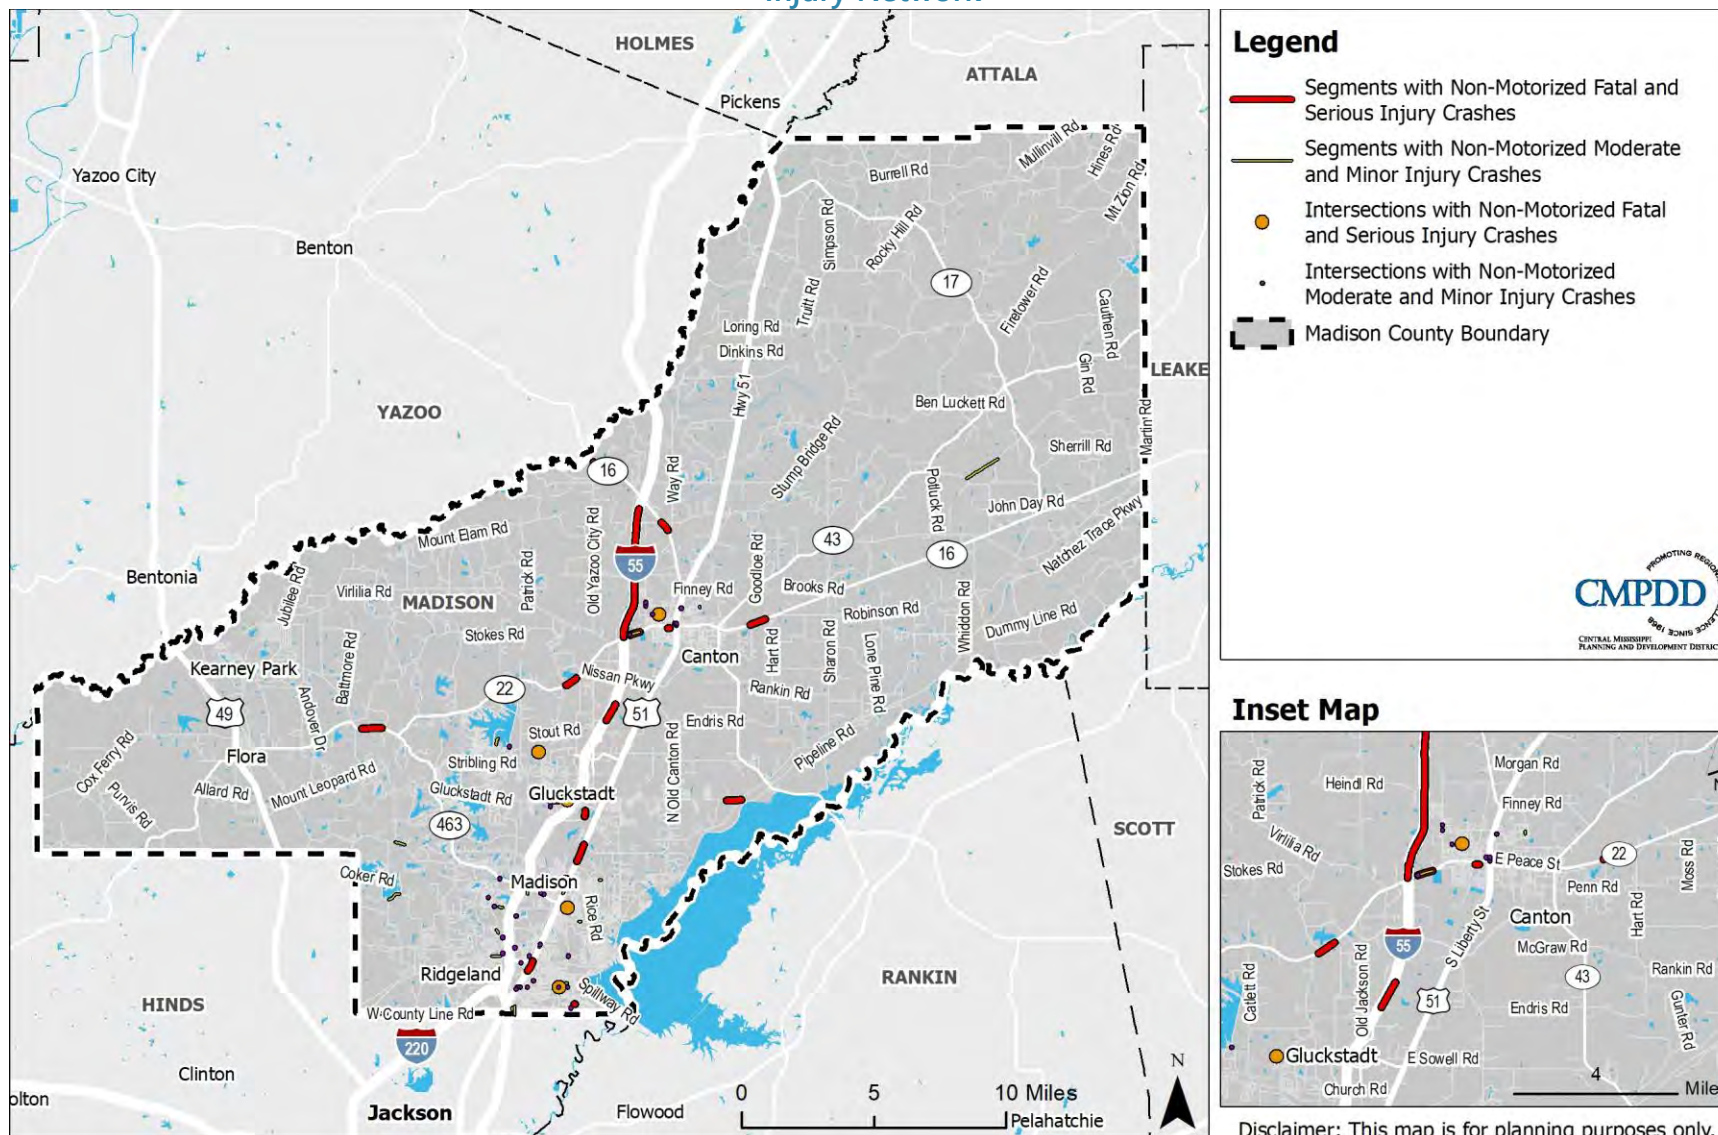 Injury Network
HOLMES
ATTALA
Pickens
Mullinvill Rd
Hines Rd
Burrell Rd
Mt Zion Rd
Yazoo City
Simpson Rd
Rocky Hill Rd
Benton
17
Truitt Rd
Firetower Rd
Cauthen Rd
Loring Rd
Dinkins Rd
Gin Rd
LEAKE
Hwy 51
YAZOO
Ben Luckett Rd
Martin Rd
Stump Bridge Rd
Sherrill Rd
16
Way Rd
Potluck Rd
John Day Rd
Old Yazoo City Rd
Mount Elam Rd
43
16
Natchez Trace Pkwy
55
Goodloe Rd
Bentonia
Jubilee Rd
Virlilia Rd
Patrick Rd
Finney Rd
Brooks Rd
MADISON
Robinson Rd
Whiddon Rd
Dummy Line Rd
Stokes Rd
Battmore Rd
Hart Rd
Sharon Rd
Lone Pine Rd
Canton
Kearney Park
Nissan Pkwy
22
Rankin Rd
Andover Dr
49
51
Endris Rd
Stout Rd
Cox Ferry Rd
Flora
Stribling Rd
Pipeline Rd
Mount Leopard Rd
Allard Rd
Gluckstadt Rd
Gluckstadt
N Old Canton Rd
Purvis Rd
463
SCOTT
Coker Rd
Madison
Rice Rd
Ridgeland
RANKIN
HINDS
Spillway Rd
W County Line Rd
220
Clinton
olton
Jackson
Flowood
N
0 5 10 Miles
Pelahatchie
Legend
Segments with Non-Motorized Fatal and
Serious Injury Crashes
Segments with Non-Motorized Moderate
and Minor Injury Crashes
Intersections with Non-Motorized Fatal
and Serious Injury Crashes
Intersections with Non-Motorized
Moderate and Minor Injury Crashes
Madison County Boundary
PROMOTING REGION
CMPDD
LLENCE SINCE 1968
CENTRAL MISSISSIPPI
PLANNING AND DEVELOPMENT DISTRIC
Inset Map
Morgan Rd
Patrick Rd
Heindl Rd
Finney Rd
Virlilia Rd
E Peace St
22
Moss Rd
Stokes Rd
Penn Rd
Hart Rd
Canton
S Liberty St
55
McGraw Rd
Catlett Rd
Old Jackson Rd
43
Rankin Rd
51
Endris Rd
Gunter Rd
Gluckstadt
E Sowell Rd
Church Rd
4
Mile
N
Disclaimer: This map is for planning purposes only.